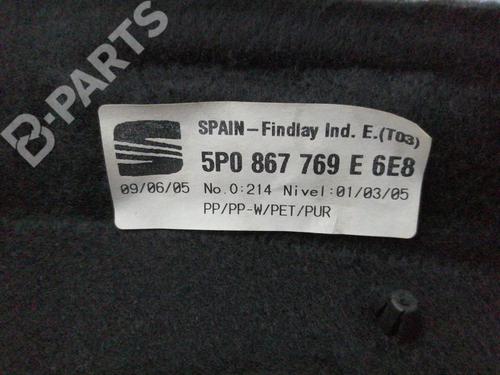 B-PARTS
SPAIN-Findlay Ind. E.(T03)
5P0 867 769 E 6E8
09/06/05 No.O:214 Nivel:01/03/05
PP/PP-W/PET/PUR